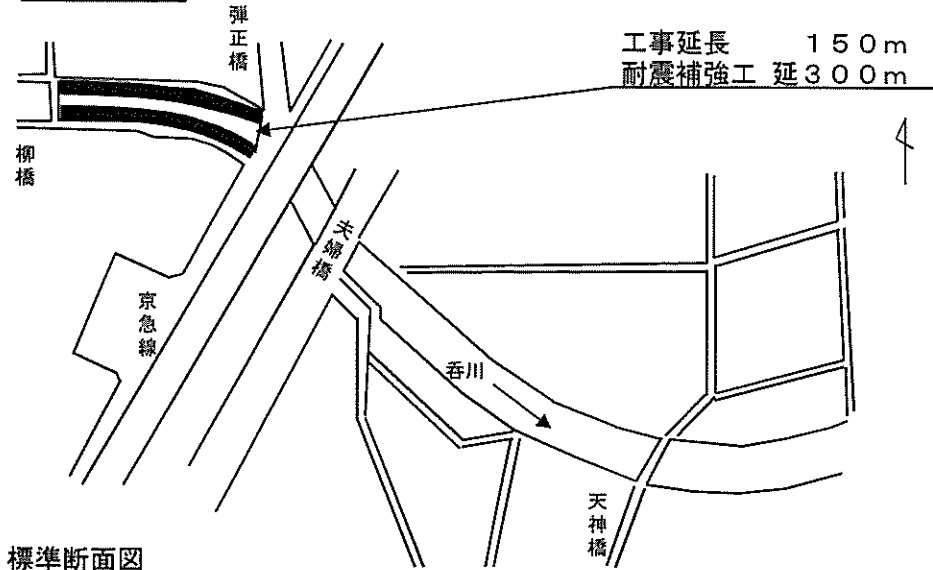 弾正橋
工事延長 150m
耐震補強工 延300m
柳橋
夫婦橋
京急線
呑川
天神橋
標準断面図